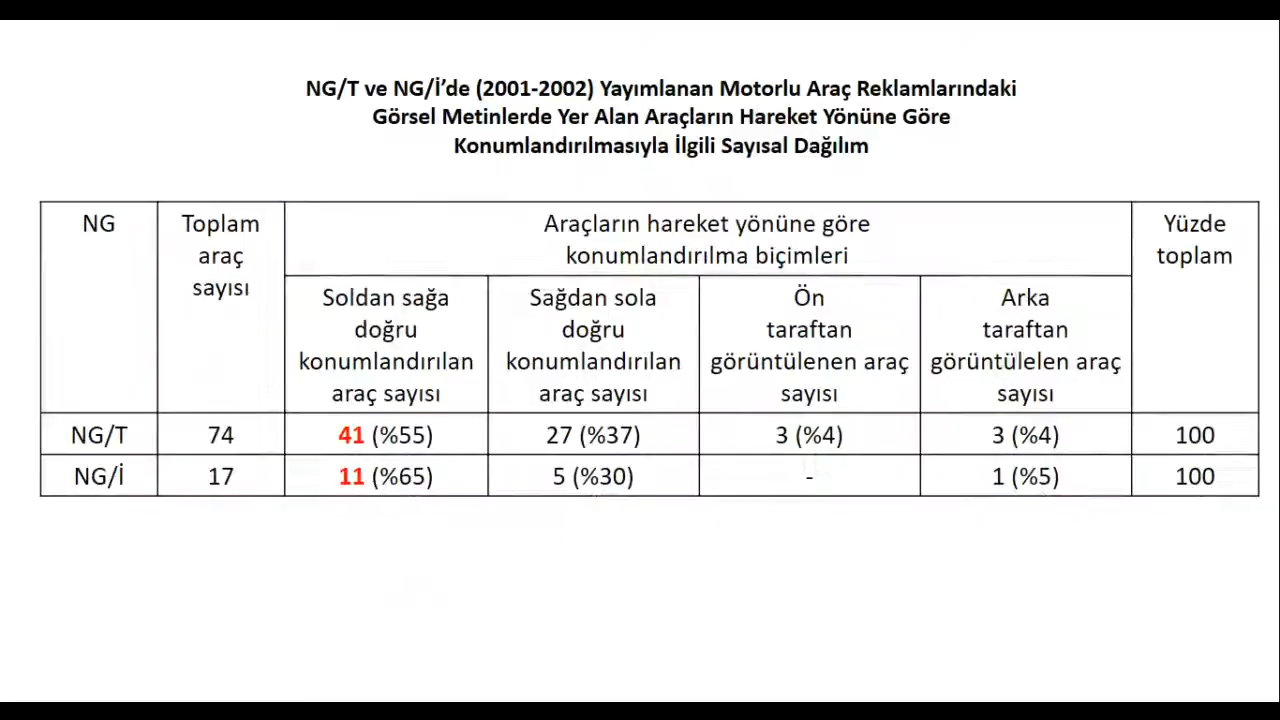 NG/T ve NG/İ’de (2001-2002) Yayımlanan Motorlu Araç Reklamlarındaki
Görsel Metinlerde Yer Alan Araçların Hareket Yönüne Göre
Konumlandırılmasıyla İlgili Sayısal Dağılım
NG
Toplam
araç
sayısı
Araçların hareket yönüne göre
konumlandırılma biçimleri
Yüzde
toplam
Soldan sağa
doğru
konumlandırılan
araç sayısı
Sağdan sola
doğru
konumlandırılan
araç sayısı
Ön
taraftan
görüntülenen araç
sayısı
Arka
taraftan
görüntülelen araç
sayısı
NG/T 74 41 (%55) 27 (%37) 3 (%4) 3 (%4) 100
NG/İ 17 11 (%65) 5 (%30) - 1 (%5) 100